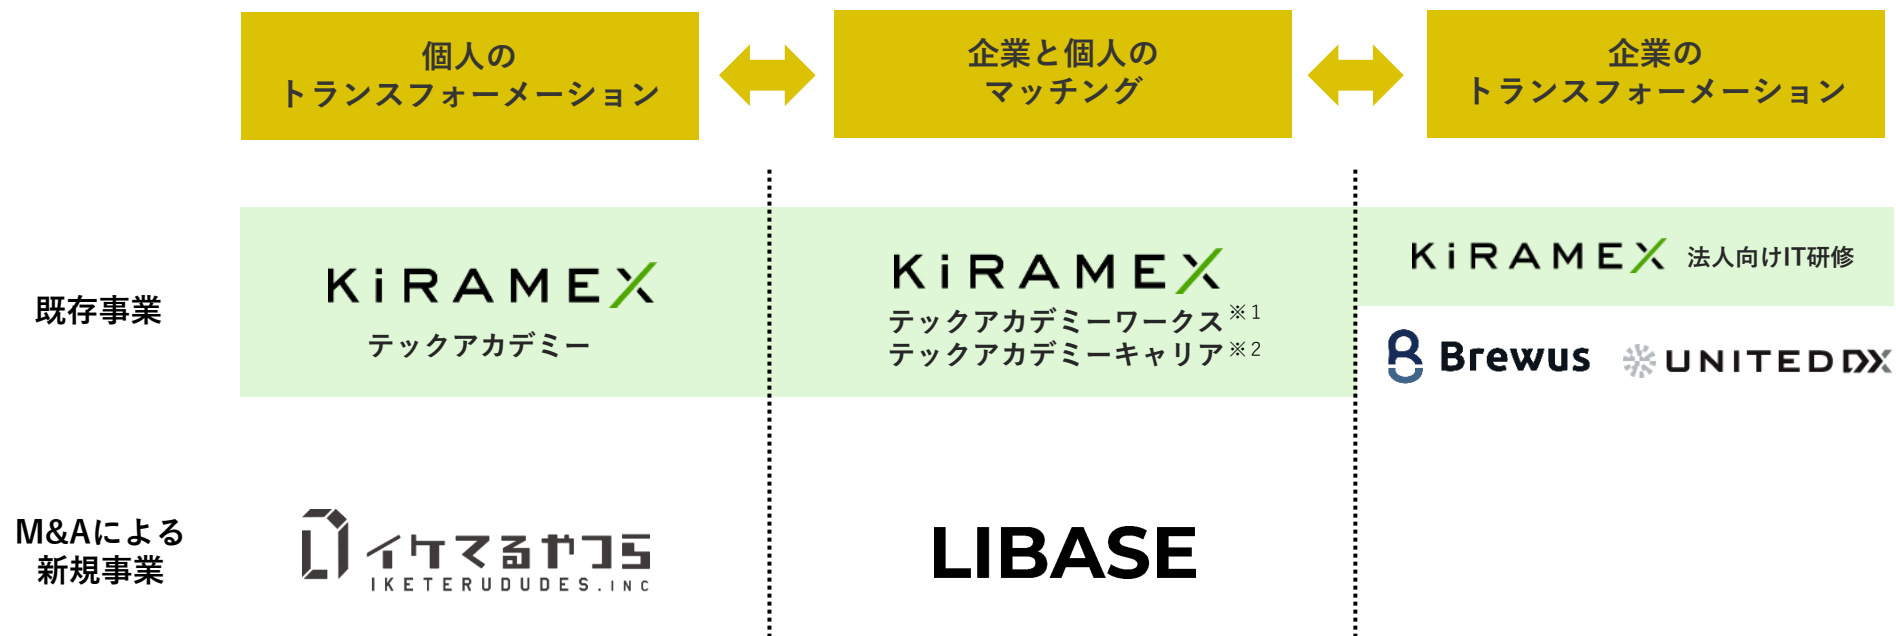 個人の
トランスフォーメーション
企業と個人の
マッチング
企業の
トランスフォーメーション
既存事業
KiRAMEX
テックアカデミー
KiRAMEX
テックアカデミーワークス※1
テックアカデミーキャリア※2
KiRAMEX 法人向けIT研修
Brewus UNITED DX
M&Aによる
新規事業
イケてるやつら
IKETERUDUDES.INC
LIBASE